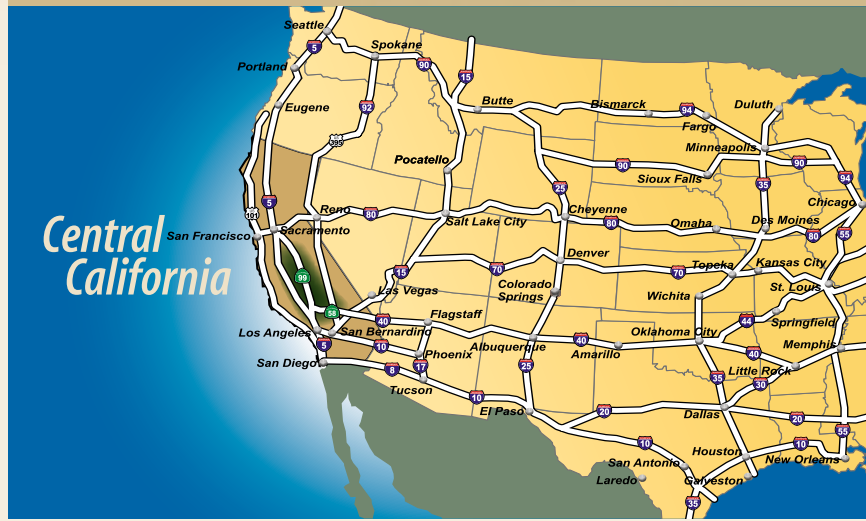 Seattle
5
Spokane
90
15
Portland
Butte
Bismarck
94
Duluth
Eugene
92
Fargo
395
Minneapolis
Pocatello
90
90
Sioux Falls
94
25
35
5
101
Reno
80
Salt Lake City
Cheyenne
80
Omaha
Des Moines
Chicago
80
55
Central
California
San Francisco
Sacramento
99
15
70
Denver
70
Topeka
Kansas City
Colorado
Springs
Las Vegas
Wichita
St. Louis
58
40
Flagstaff
44
Springfield
Los Angeles
San Bernardino
5
10
Albuquerque
40
Amarillo
Oklahoma City
Memphis
40
San Diego
8
17
Phoenix
25
Little Rock
35
30
Tucson
10
El Paso
20
Dallas
20
55
10
10
Houston
New Orleans
San Antonio
Laredo
Galveston
35